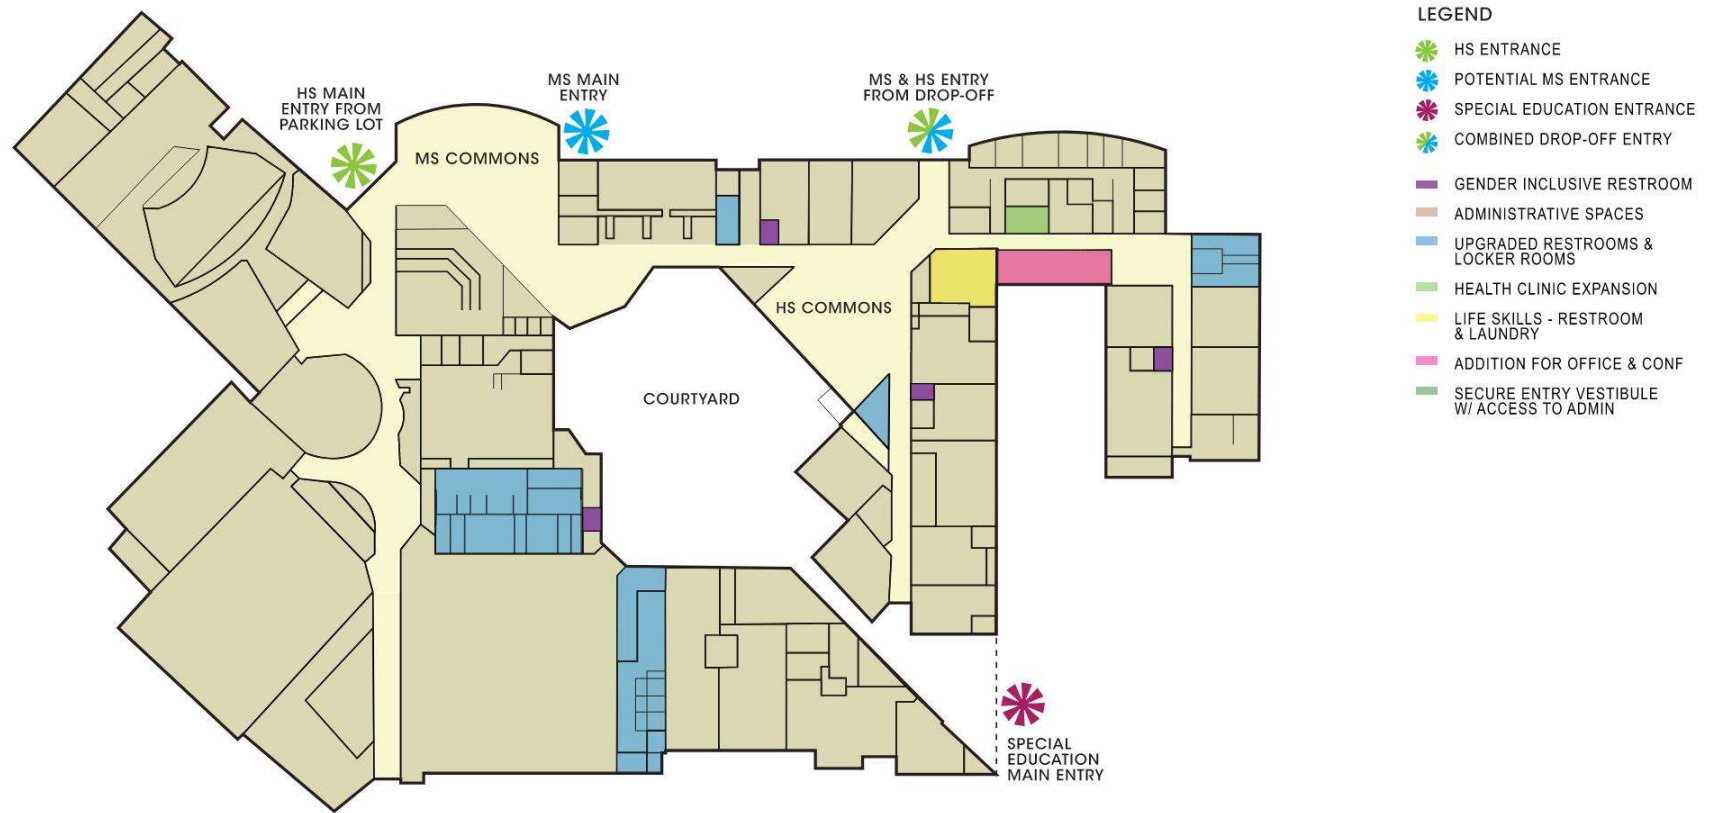 HS MAIN
ENTRY FROM
PARKING LOT
MS MAIN
ENTRY
MS & HS ENTRY
FROM DROP-OFF
MS COMMONS
HS COMMONS
COURTYARD
SPECIAL
EDUCATION
MAIN ENTRY
LEGEND
HS ENTRANCE
POTENTIAL MS ENTRANCE
SPECIAL EDUCATION ENTRANCE
COMBINED DROP-OFF ENTRY
GENDER INCLUSIVE RESTROOM
ADMINISTRATIVE SPACES
UPGRADED RESTROOMS &
LOCKER ROOMS
HEALTH CLINIC EXPANSION
LIFE SKILLS - RESTROOM
& LAUNDRY
ADDITION FOR OFFICE & CONF
SECURE ENTRY VESTIBULE
W/ ACCESS TO ADMIN